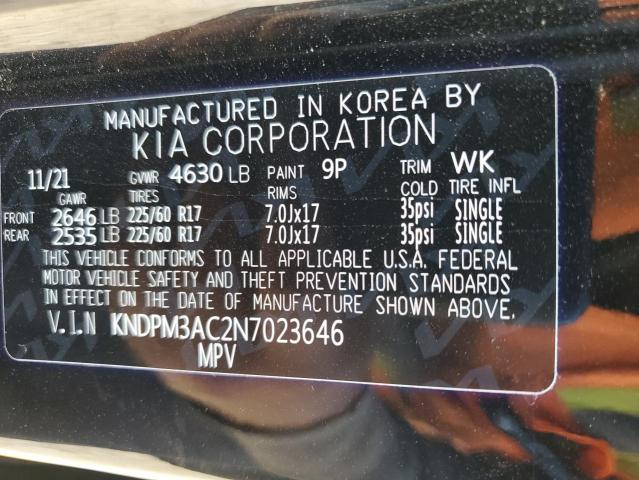 MANUFACTURED IN KOREA BY
KIA CORPORATION
11/21 GVWR 4630 LB PAINT 9P TRIM WK
GAWR TIRES RIMS COLD TIRE INFL
FRONT 2646 LB 225/60 R17 7.0Jx17 35psi SINGLE
REAR 2535 LB 225/60 R17 7.0Jx17 35psi SINGLE
THIS VEHICLE CONFORMS TO ALL APPLICABLE U.S.A. FEDERAL
MOTOR VEHICLE SAFETY AND THEFT PREVENTION STANDARDS
IN EFFECT ON THE DATE OF MANUFACTURE SHOWN ABOVE.
V.I.N KNDPM3AC2N7023646
MPV